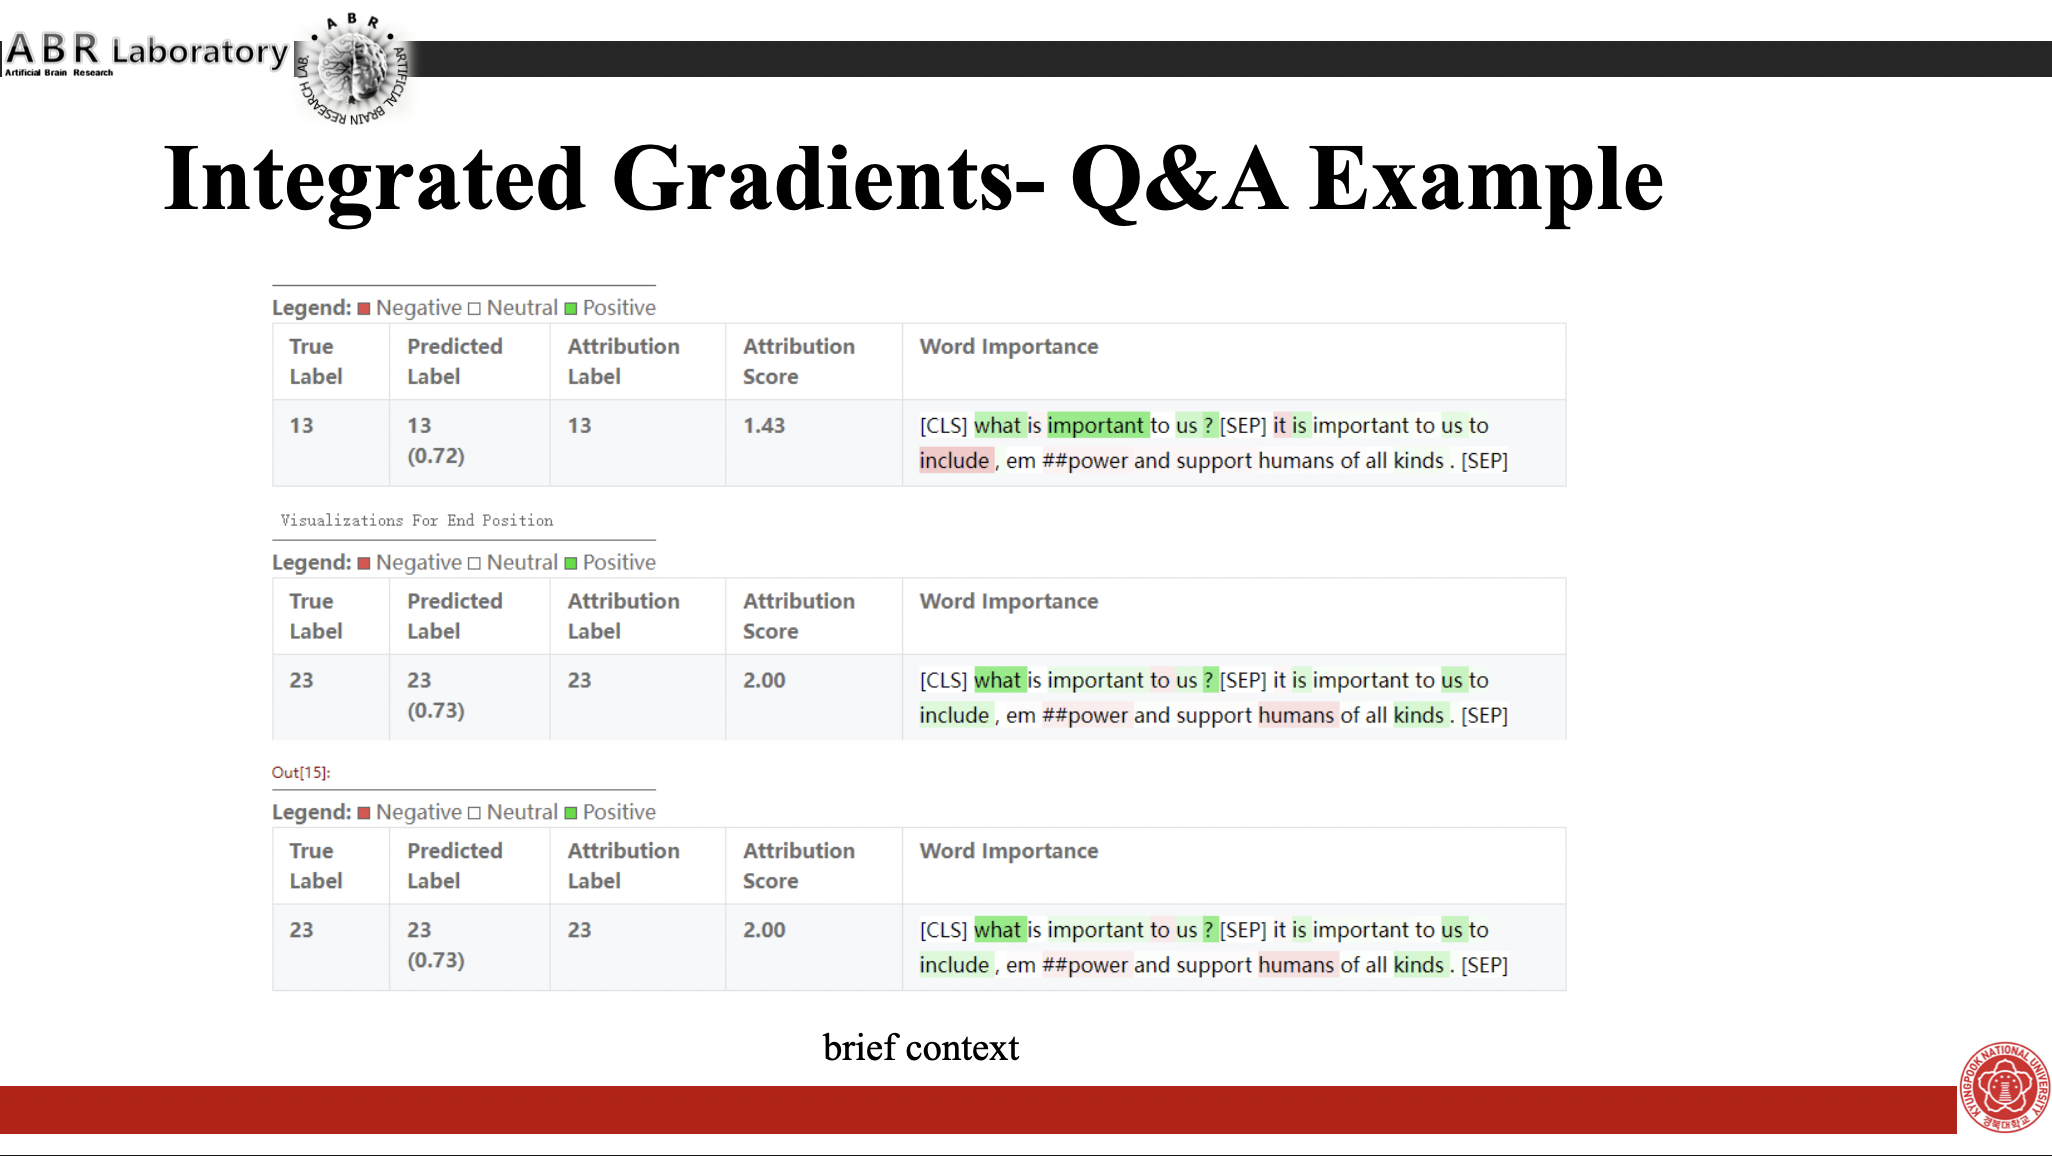 ABR Laboratory
Artificial Brain Research
A B R
ARTIFICIAL BRAIN RESEARCH LAB.
Integrated Gradients- Q&A Example
Legend: Negative Neutral Positive
True Label Predicted Label Attribution Label Attribution Score Word Importance
13 13 (0.72) 13 1.43 [CLS] what is important to us ? [SEP] it is important to us to
include , em ##power and support humans of all kinds . [SEP]
Visualizations For End Position
Legend: Negative Neutral Positive
True Label Predicted Label Attribution Label Attribution Score Word Importance
23 23 (0.73) 23 2.00 [CLS] what is important to us ? [SEP] it is important to us to
include , em ##power and support humans of all kinds . [SEP]
Out[15]:
Legend: Negative Neutral Positive
True Label Predicted Label Attribution Label Attribution Score Word Importance
23 23 (0.73) 23 2.00 [CLS] what is important to us ? [SEP] it is important to us to
include , em ##power and support humans of all kinds . [SEP]
brief context
KYUNGPOOK NATIONAL UNIVERSITY
경북대학교